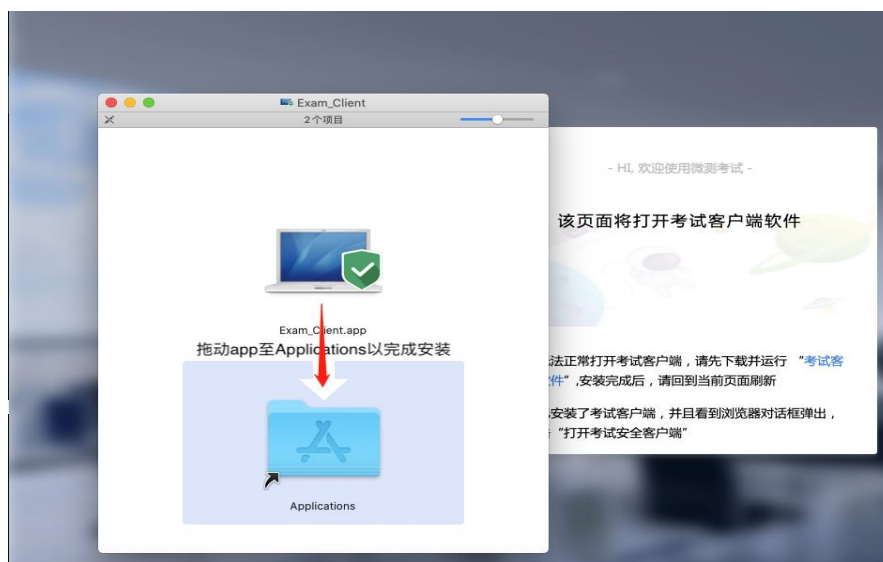 Exam_Client
2个项目
Exam_Client.app
拖动app至Applications以完成安装
Applications
- HI, 欢迎使用微测考试 -
该页面将打开考试客户端软件
法正常打开考试客户端，请先下载并运行 “考试客
件”,安装完成后，请回到当前页面刷新
安装了考试客户端，并且看到浏览器对话框弹出，
“打开考试安全客户端”